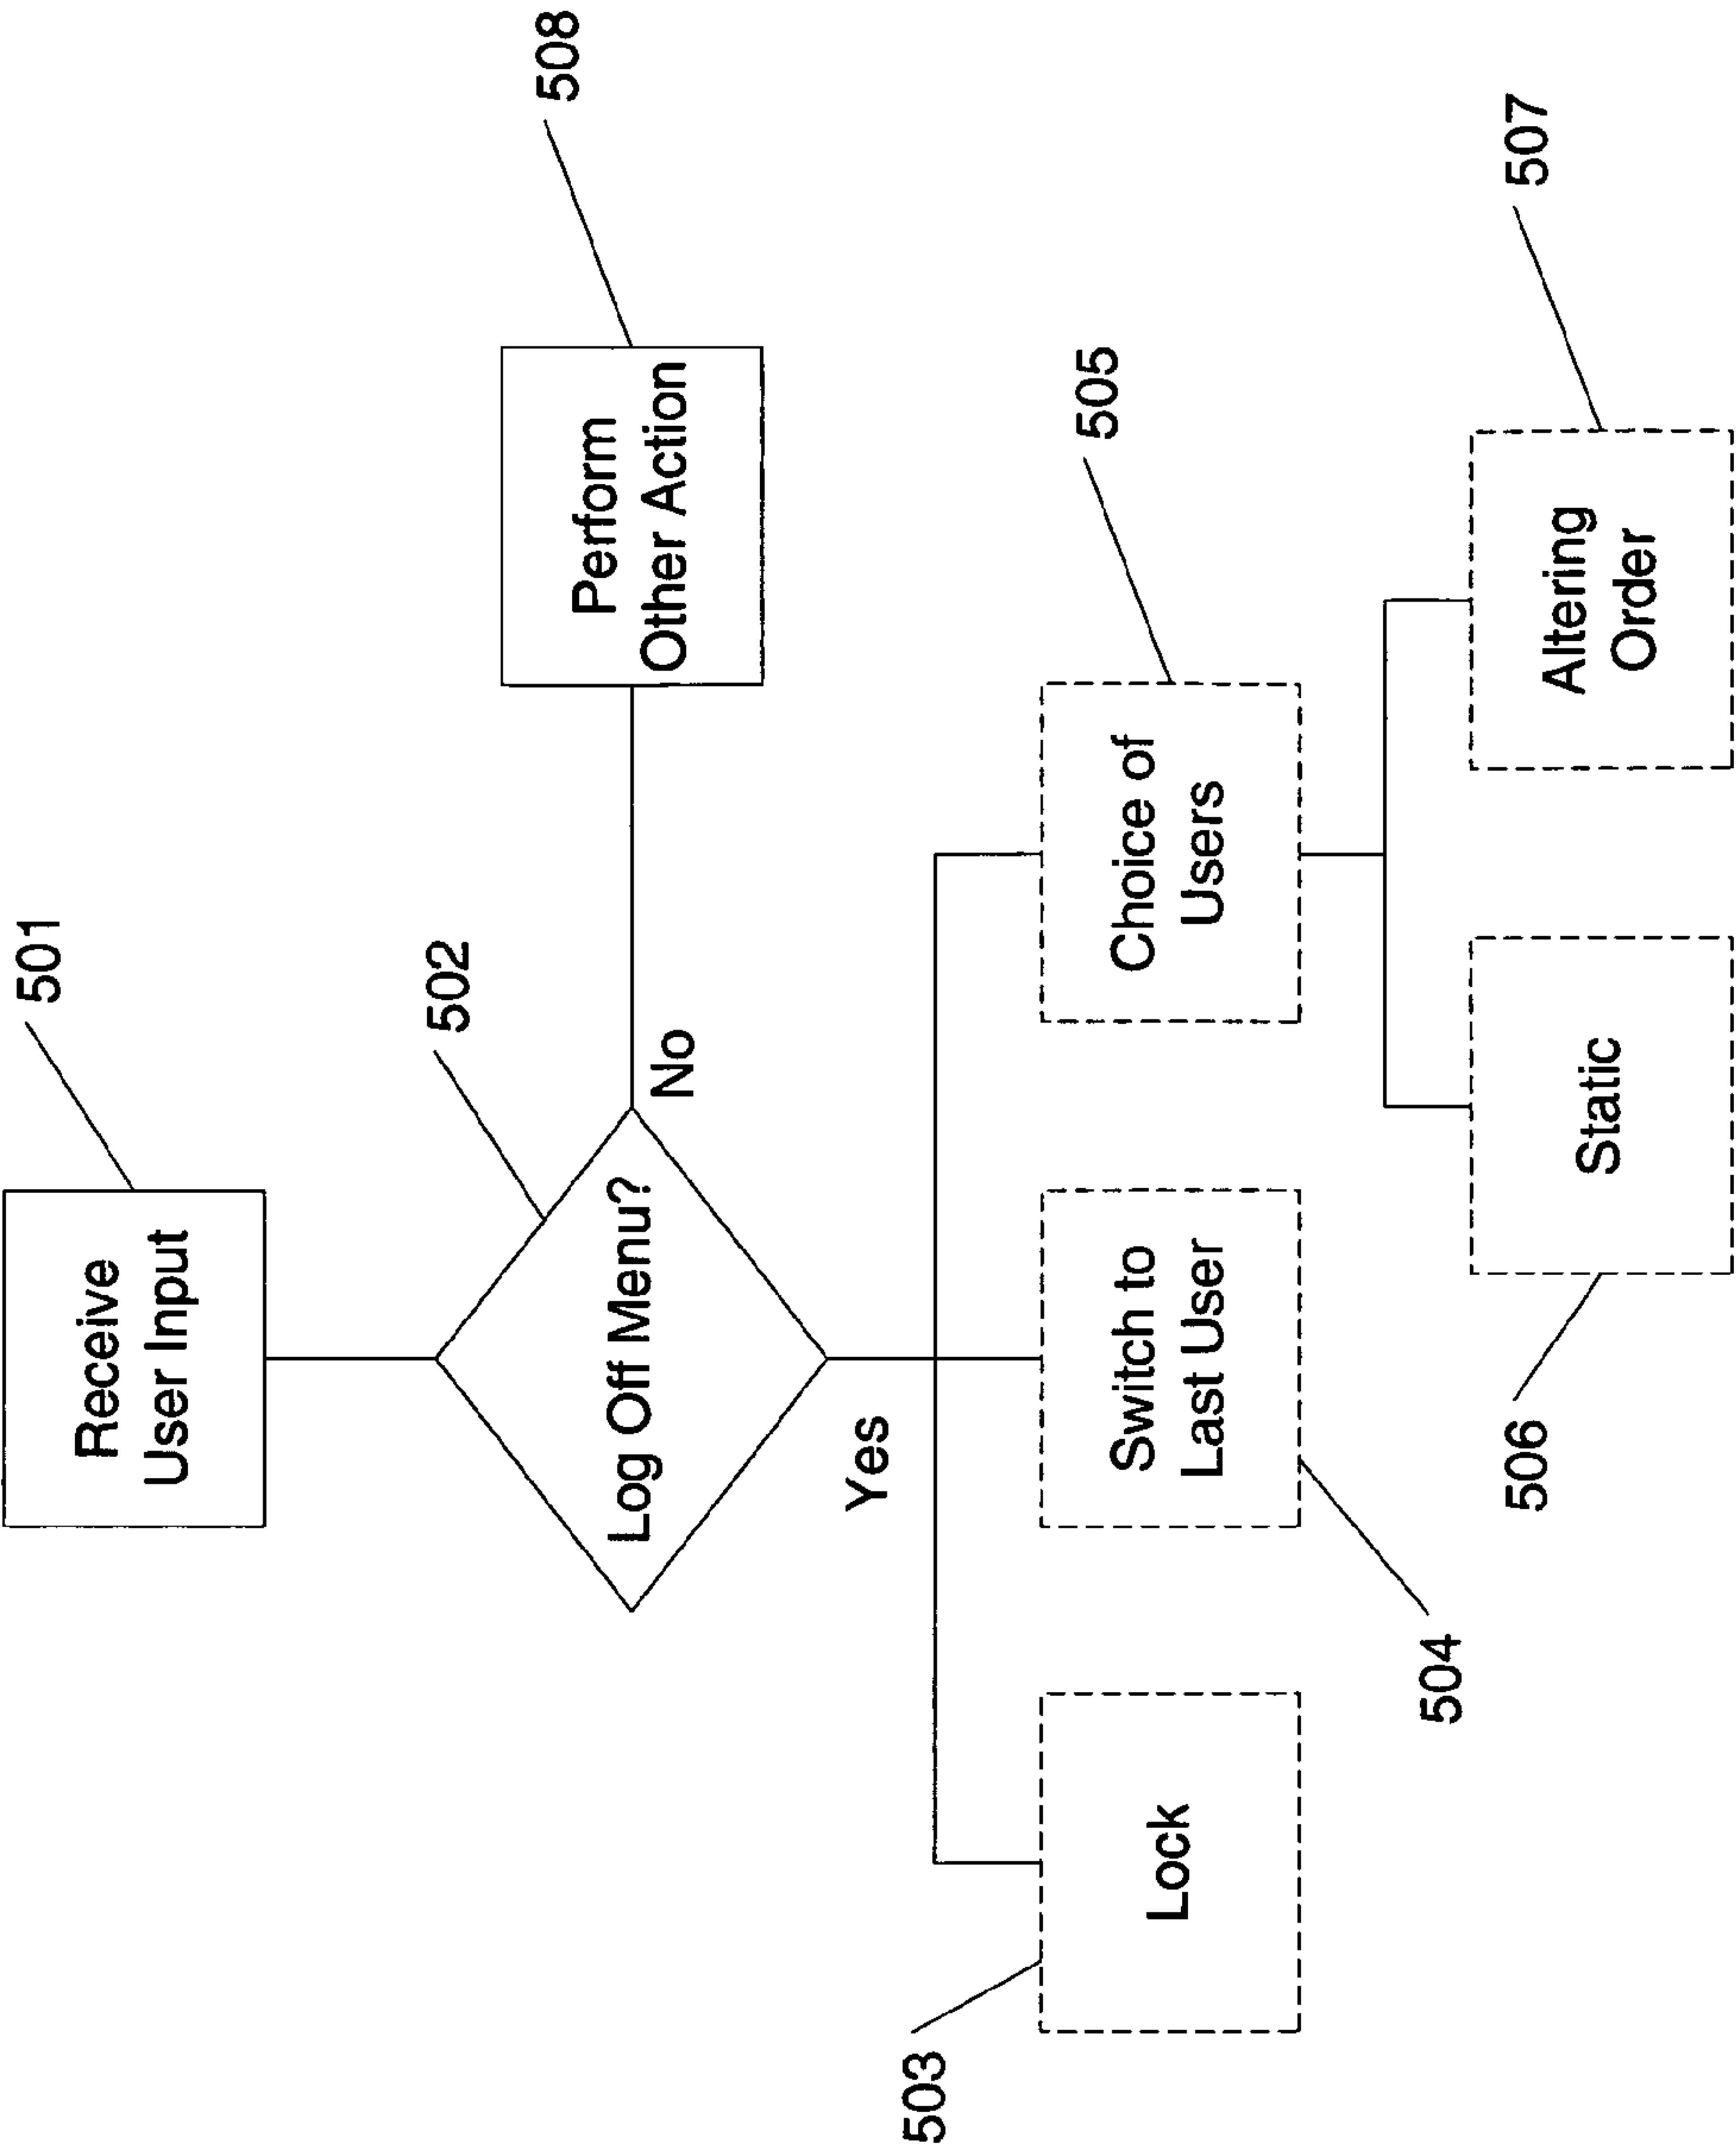 501
Receive
User Input
502
Log Off Menu?
No
508
Perform
Other Action
Yes
503
Lock
Switch to
Last User
504
505
Choice of
Users
506
Static
507
Altering
Order